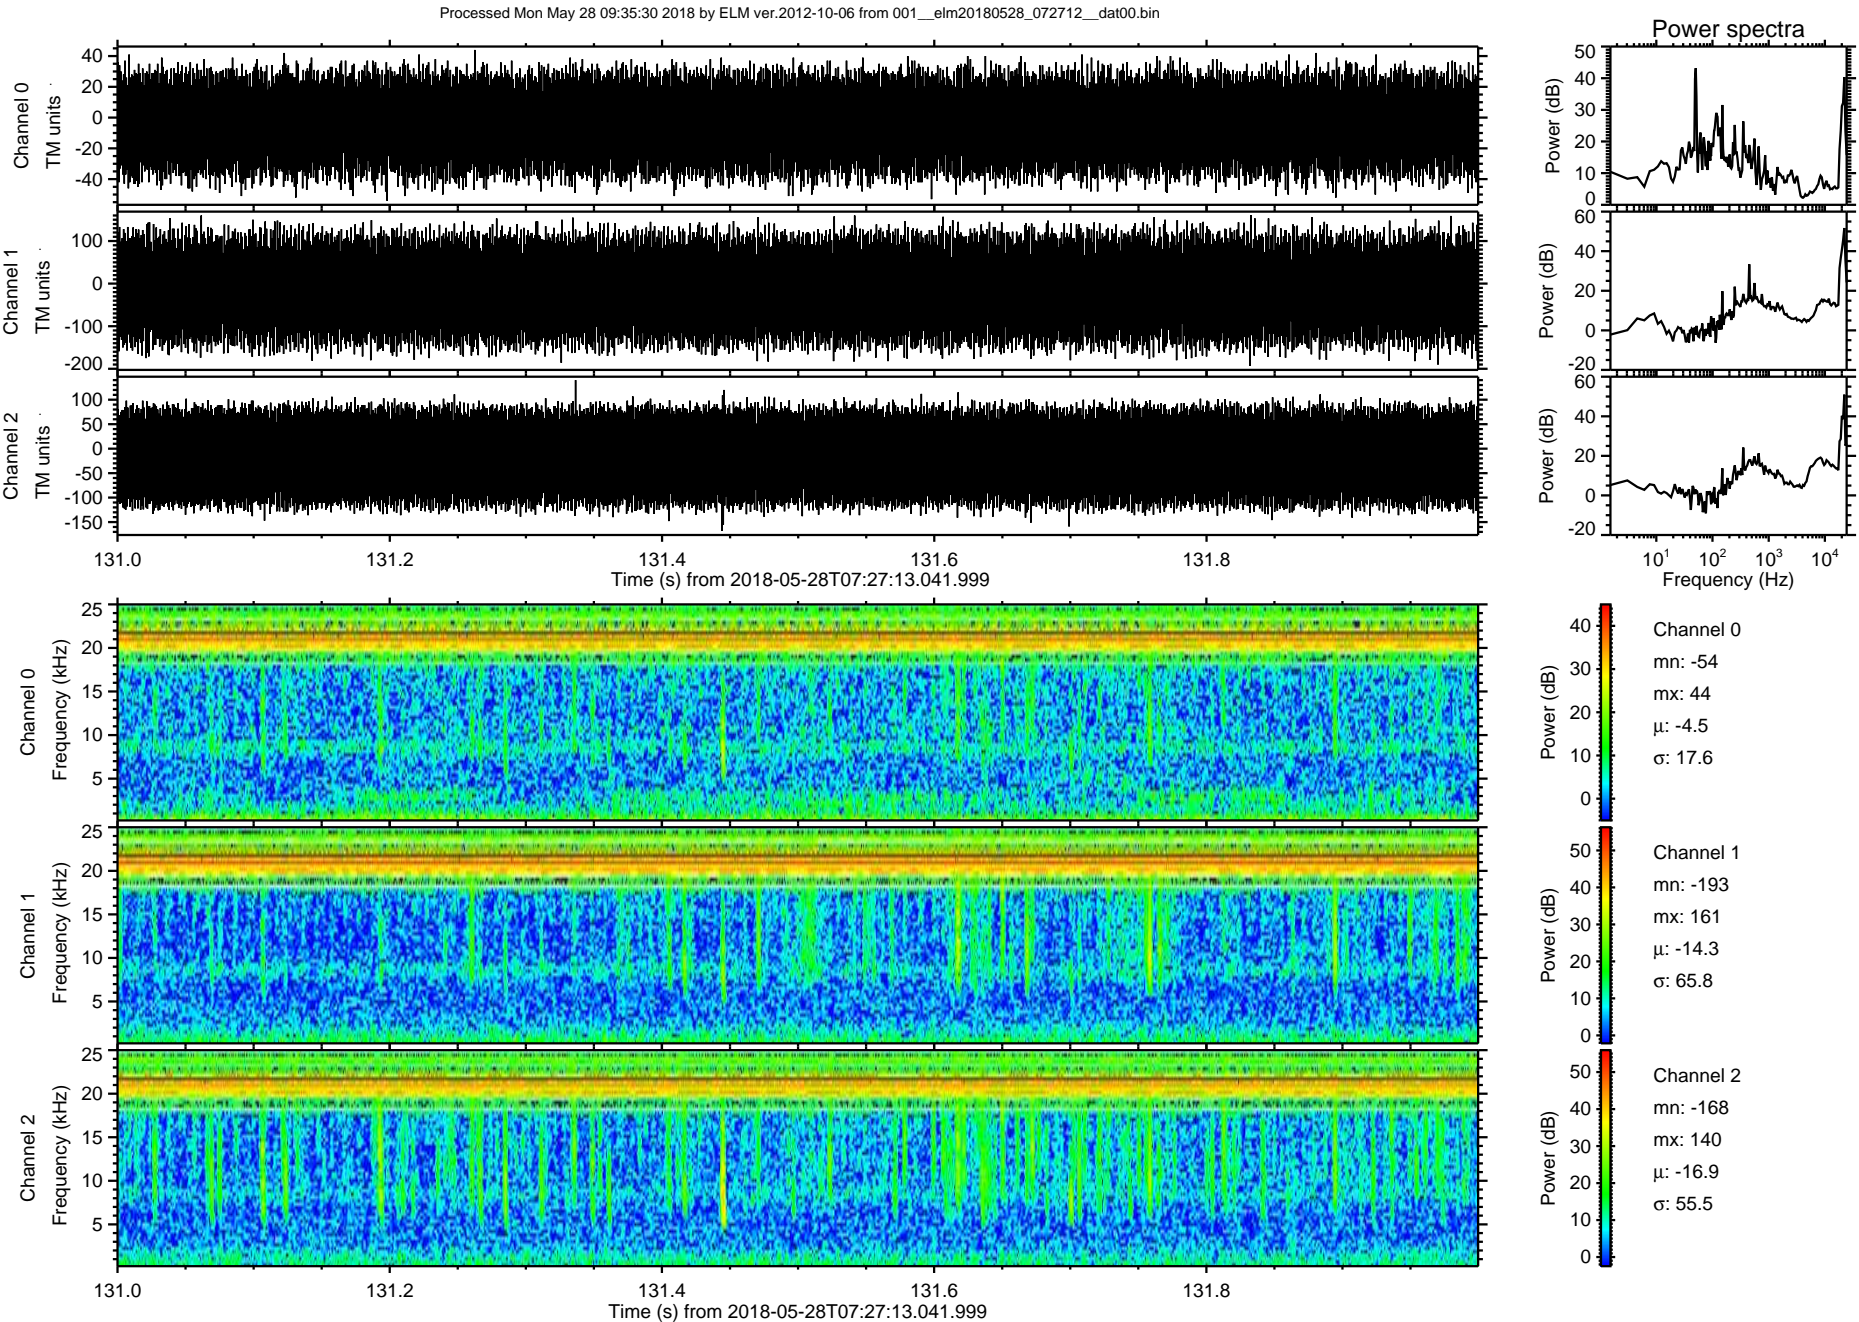 Processed Mon May 28 09:35:30 2018 by ELM ver.2012-10-06 from 001__elm20180528_072712__dat00.bin
Power spectra
Channel 0
TM units
40
20
0
-20
-40
Power (dB)
50
40
30
20
10
0
Channel 1
TM units
100
0
-100
-200
Power (dB)
60
40
20
0
-20
Channel 2
TM units
100
50
0
-50
-100
-150
Power (dB)
60
40
20
0
-20
131.0 131.2 131.4 131.6 131.8
Time (s) from 2018-05-28T07:27:13.041.999
10¹ 10² 10³ 10⁴
Frequency (Hz)
Channel 0
Frequency (kHz)
25
20
15
10
5
Power (dB)
40
30
20
10
0
Channel 0
mn: -54
mx: 44
µ: -4.5
σ: 17.6
Channel 1
Frequency (kHz)
25
20
15
10
5
Power (dB)
50
40
30
20
10
0
Channel 1
mn: -193
mx: 161
µ: -14.3
σ: 65.8
Channel 2
Frequency (kHz)
25
20
15
10
5
Power (dB)
50
40
30
20
10
0
Channel 2
mn: -168
mx: 140
µ: -16.9
σ: 55.5
131.0 131.2 131.4 131.6 131.8
Time (s) from 2018-05-28T07:27:13.041.999